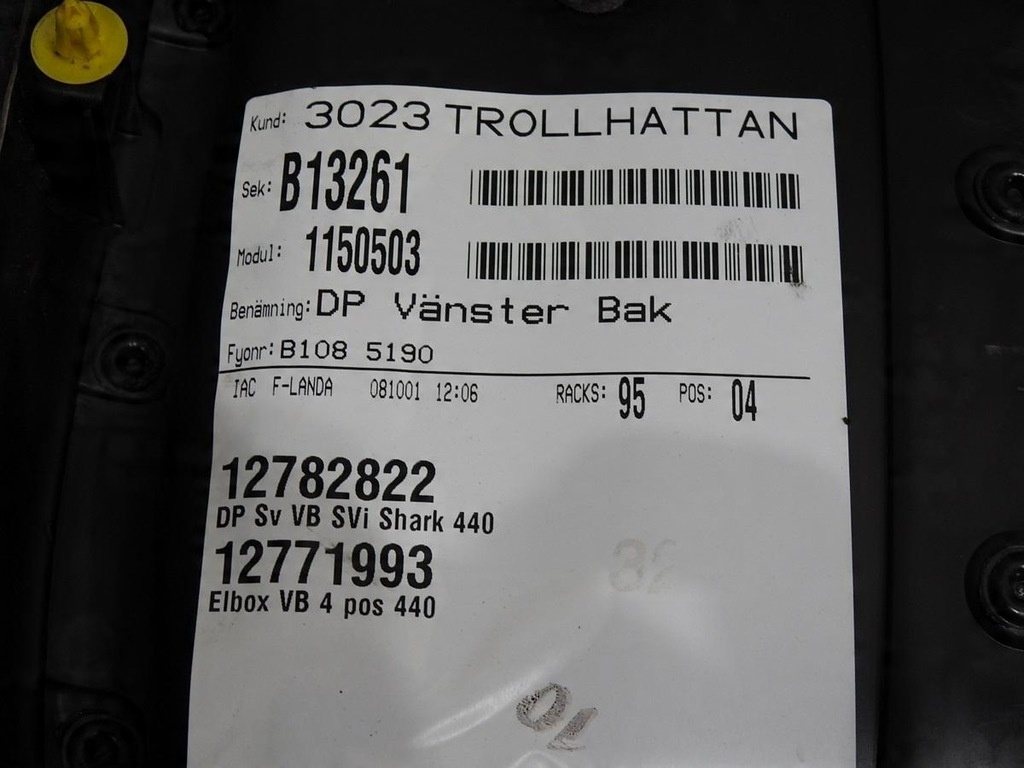 Kund: 3023 TROLLHATTAN
Sek: B13261
Modul: 1150503
Benämning: DP Vänster Bak
Fyonr: B108 5190
IAC F-LANDA 081001 12:06 RACKS: 95 POS: 04
12782822
DP Sv VB SVi Shark 440
12771993
Elbox VB 4 pos 440